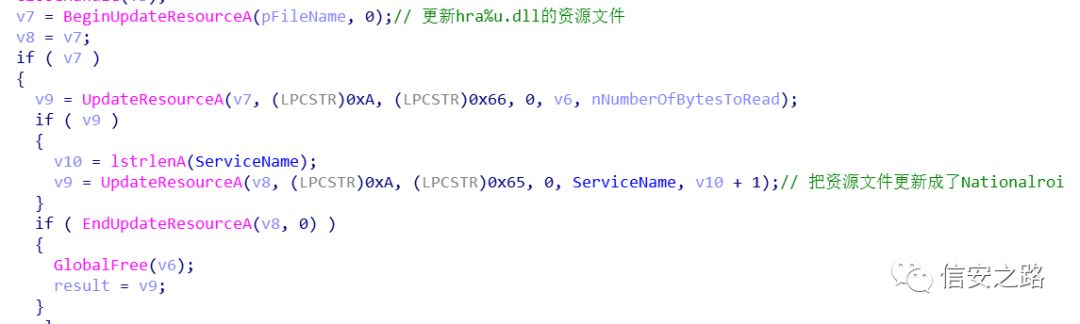 v7 = BeginUpdateResourceA(pFileName, 0);// 更新hra%u.dll的资源文件
v8 = v7;
if ( v7 )
{
v9 = UpdateResourceA(v7, (LPCSTR)0xA, (LPCSTR)0x66, 0, v6, nNumberOfBytesToRead);
if ( v9 )
{
v10 = lstrlenA(ServiceName);
v9 = UpdateResourceA(v8, (LPCSTR)0xA, (LPCSTR)0x65, 0, ServiceName, v10 + 1);// 把资源文件更新成了Nationalroi
}
if ( EndUpdateResourceA(v8, 0) )
{
GlobalFree(v6);
result = v9;
}
信安之路